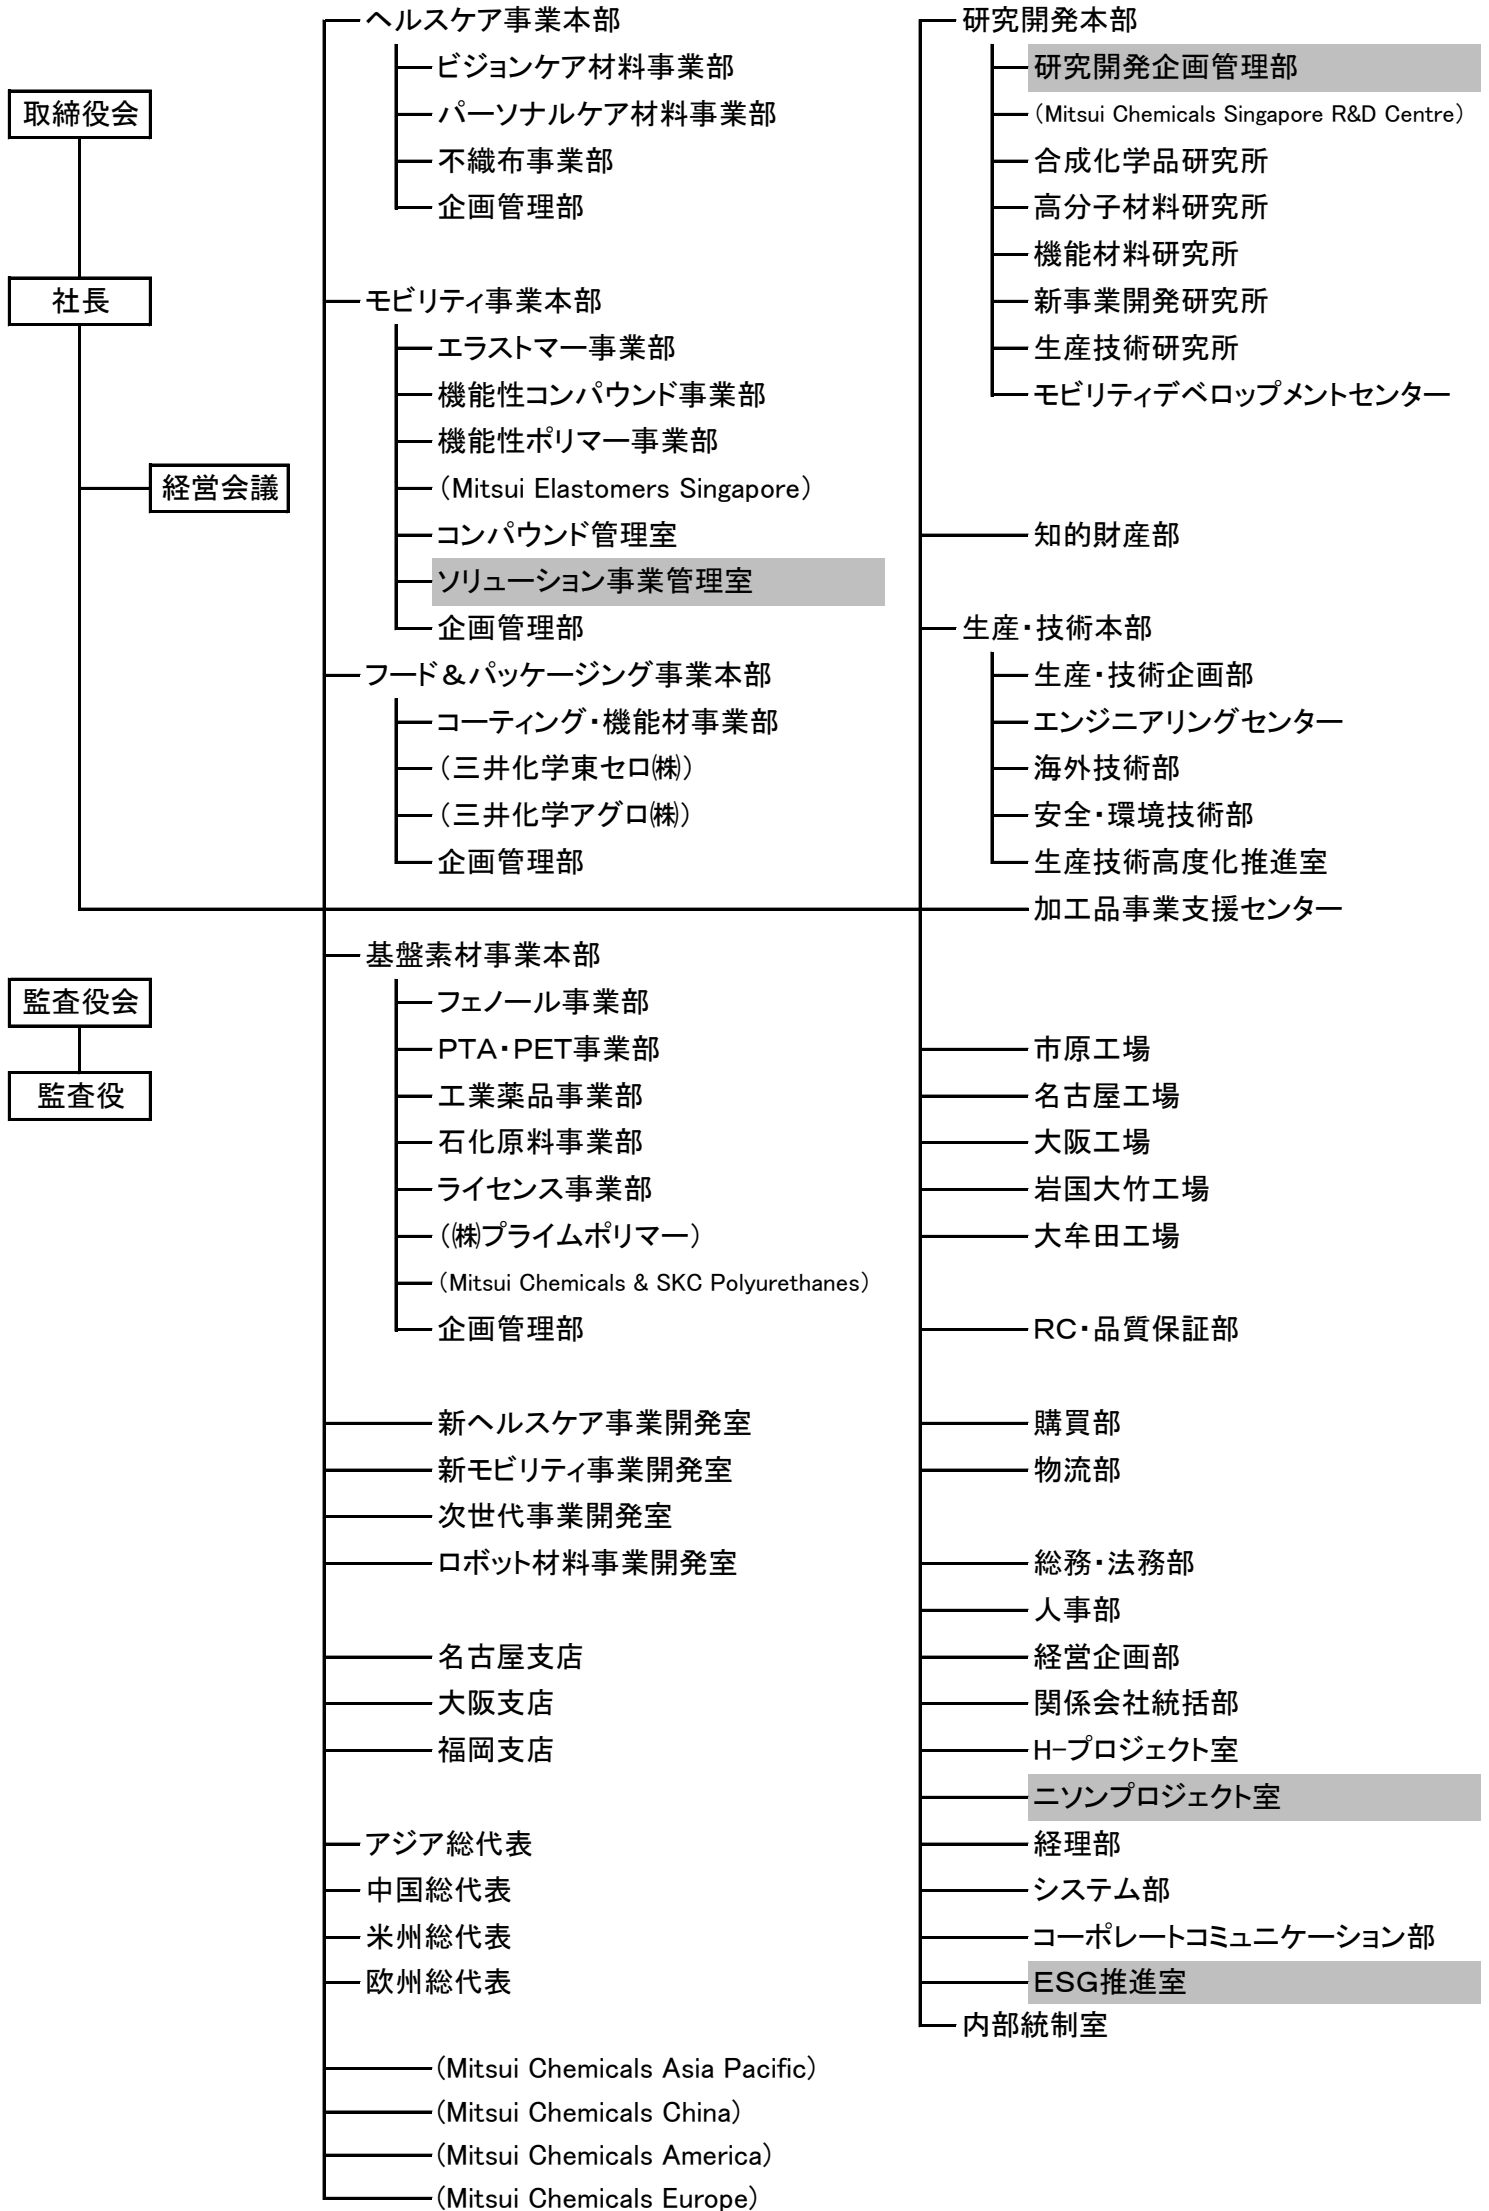 取締役会
社長
経営会議
監査役会
監査役
ヘルスケア事業本部
ビジョンケア材料事業部
パーソナルケア材料事業部
不織布事業部
企画管理部
モビリティ事業本部
エラストマー事業部
機能性コンパウンド事業部
機能性ポリマー事業部
（Mitsui Elastomers Singapore）
コンパウンド管理室
ソリューション事業管理室
企画管理部
フード＆パッケージング事業本部
コーティング・機能材事業部
（三井化学東セロ㈱）
（三井化学アグロ㈱）
企画管理部
基盤素材事業本部
フェノール事業部
PTA・PET事業部
工業薬品事業部
石化原料事業部
ライセンス事業部
（㈱プライムポリマー）
（Mitsui Chemicals & SKC Polyurethanes）
企画管理部
新ヘルスケア事業開発室
新モビリティ事業開発室
次世代事業開発室
ロボット材料事業開発室
名古屋支店
大阪支店
福岡支店
アジア総代表
中国総代表
米州総代表
欧州総代表
（Mitsui Chemicals Asia Pacific）
（Mitsui Chemicals China）
（Mitsui Chemicals America）
（Mitsui Chemicals Europe）
研究開発本部
研究開発企画管理部
（Mitsui Chemicals Singapore R&D Centre）
合成化学品研究所
高分子材料研究所
機能材料研究所
新事業開発研究所
生産技術研究所
モビリティデベロップメントセンター
知的財産部
生産・技術本部
生産・技術企画部
エンジニアリングセンター
海外技術部
安全・環境技術部
生産技術高度化推進室
加工品事業支援センター
市原工場
名古屋工場
大阪工場
岩国大竹工場
大牟田工場
RC・品質保証部
購買部
物流部
総務・法務部
人事部
経営企画部
関係会社統括部
H-プロジェクト室
ニソンプロジェクト室
経理部
システム部
コーポレートコミュニケーション部
ESG推進室
内部統制室